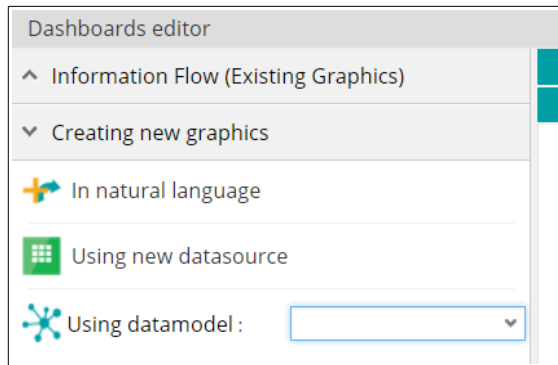 Dashboards editor
Information Flow (Existing Graphics)
Creating new graphics
In natural language
Using new datasource
Using datamodel :